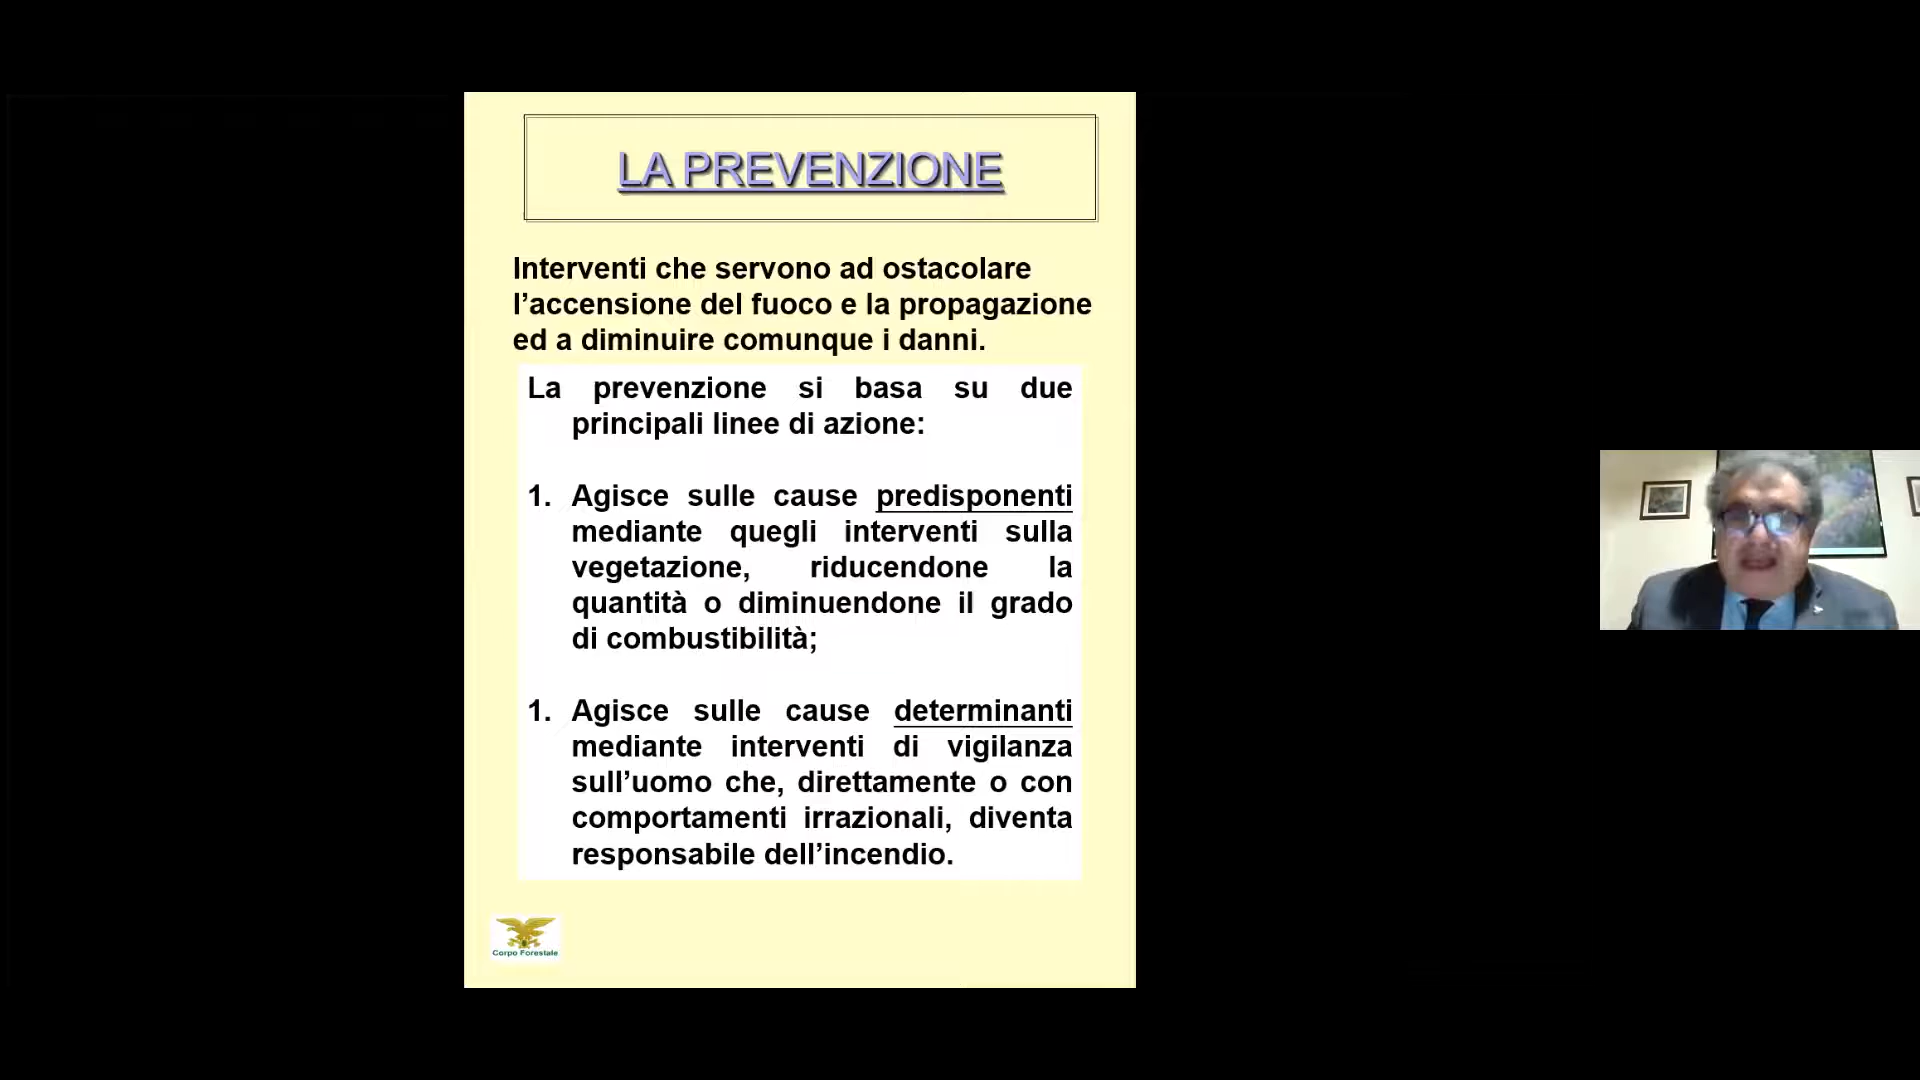 LA PREVENZIONE
Interventi che servono ad ostacolare
l’accensione del fuoco e la propagazione
ed a diminuire comunque i danni.
La prevenzione si basa su due
principali linee di azione:
1. Agisce sulle cause predisponenti
mediante quegli interventi sulla
vegetazione, riducendone la
quantità o diminuendone il grado
di combustibilità;
1. Agisce sulle cause determinanti
mediante interventi di vigilanza
sull’uomo che, direttamente o con
comportamenti irrazionali, diventa
responsabile dell’incendio.
Corpo Forestale